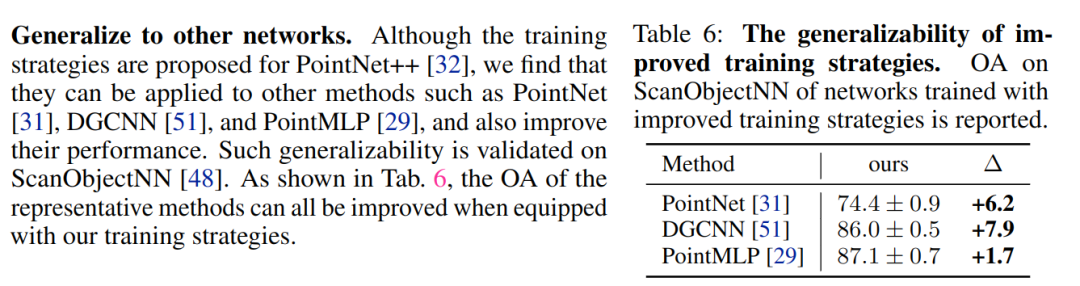 Generalize to other networks. Although the training
strategies are proposed for PointNet++ [32], we find that
they can be applied to other methods such as PointNet
[31], DGCNN [51], and PointMLP [29], and also improve
their performance. Such generalizability is validated on
ScanObjectNN [48]. As shown in Tab. 6, the OA of the
representative methods can all be improved when equipped
with our training strategies.
Table 6: The generalizability of im-
proved training strategies. OA on
ScanObjectNN of networks trained with
improved training strategies is reported.
Method ours Δ
PointNet [31] 74.4 ± 0.9 +6.2
DGCNN [51] 86.0 ± 0.5 +7.9
PointMLP [29] 87.1 ± 0.7 +1.7